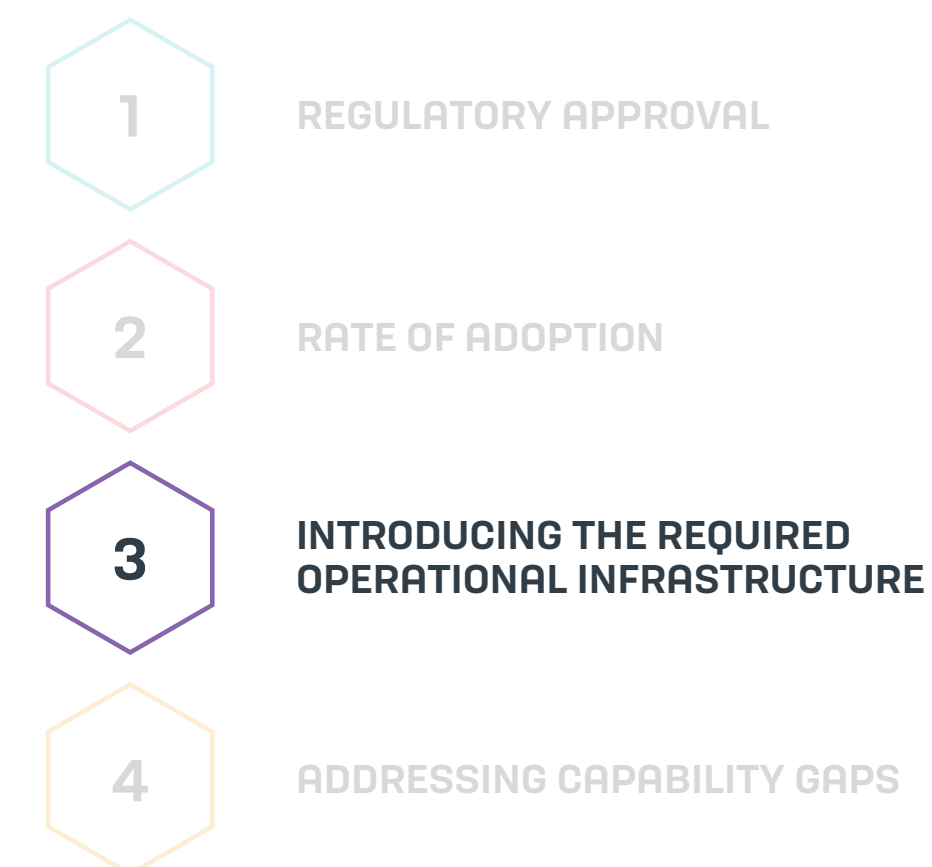 1
REGULATORY APPROVAL
2
RATE OF ADOPTION
3
INTRODUCING THE REQUIRED
OPERATIONAL INFRASTRUCTURE
4
ADDRESSING CAPABILITY GAPS